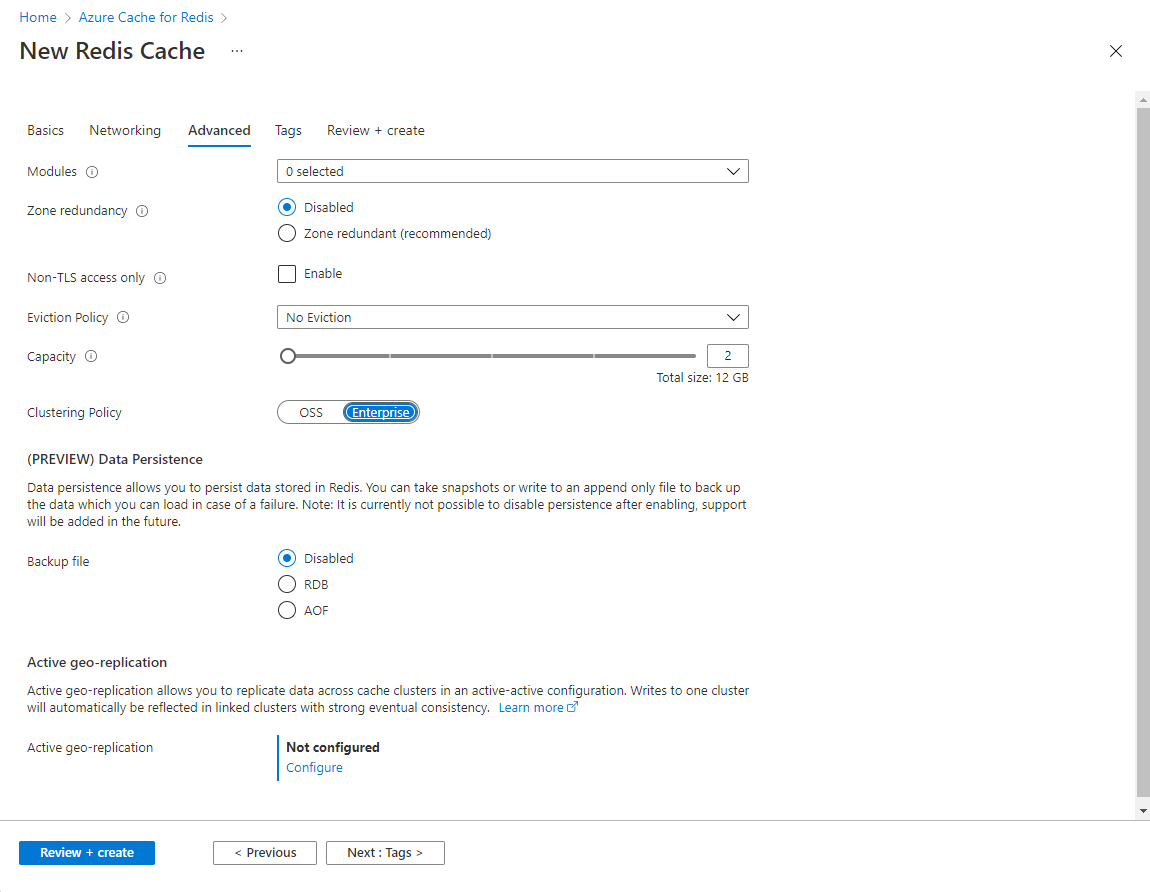 Home > Azure Cache for Redis >
New Redis Cache ...
Basics Networking Advanced Tags Review + create
Modules 0 selected
Zone redundancy Disabled
Zone redundant (recommended)
Non-TLS access only Enable
Eviction Policy No Eviction
Capacity 2
Total size: 12 GB
Clustering Policy OSS Enterprise
(PREVIEW) Data Persistence
Data persistence allows you to persist data stored in Redis. You can take snapshots or write to an append only file to back up
the data which you can load in case of a failure. Note: It is currently not possible to disable persistence after enabling, support
will be added in the future.
Backup file Disabled
RDB
AOF
Active geo-replication
Active geo-replication allows you to replicate data across cache clusters in an active-active configuration. Writes to one cluster
will automatically be reflected in linked clusters with strong eventual consistency. Learn more
Active geo-replication Not configured
Configure
Review + create < Previous Next : Tags >